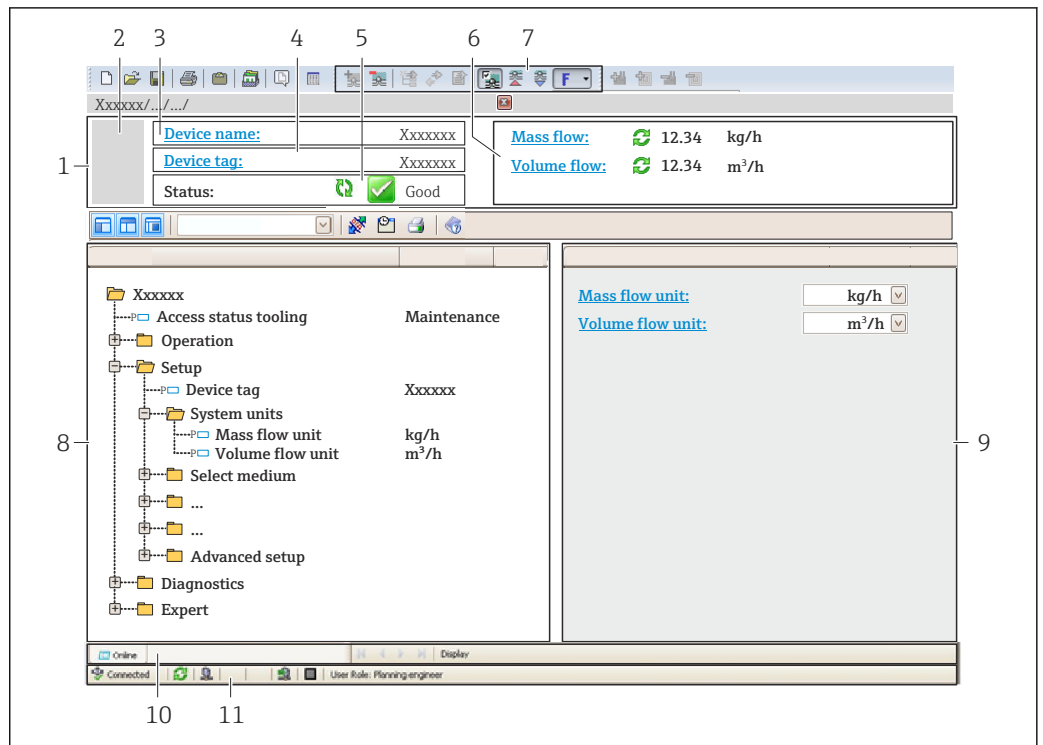 2 3 4 5 6 7
F
Xxxxxx/.../.../
1
Device name: Xxxxxxx
Device tag: Xxxxxxx
Status: Good
Mass flow: 12.34 kg/h
Volume flow: 12.34 m³/h
Xxxxxx
P Access status tooling Maintenance
Operation
Setup
P Device tag Xxxxxx
System units
P Mass flow unit kg/h
P Volume flow unit m³/h
Select medium
...
...
Advanced setup
Diagnostics
Expert
8
Mass flow unit: kg/h
Volume flow unit: m³/h
9
Online Display
Connected User Role: Planning engineer
10 11